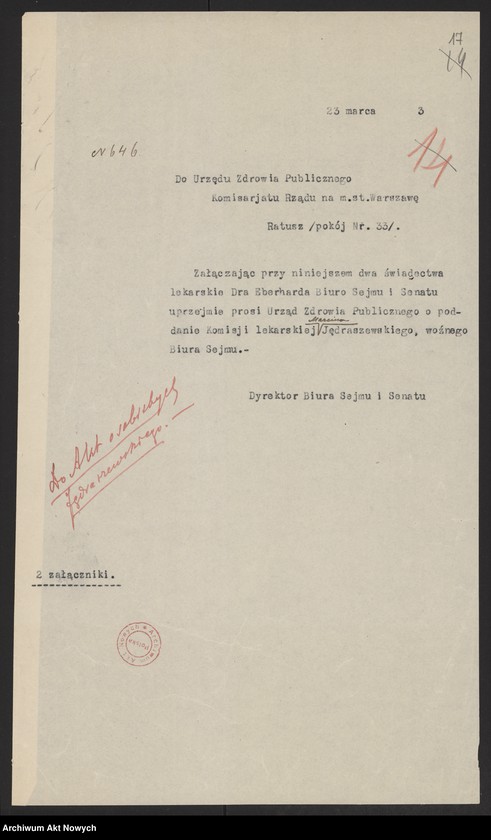 17
14
23 marca 3
14
N 646
Do Urzędu Zdrowia Publicznego
Komisarjatu Rządu na m.st.Warszawę
Ratusz /pokój Nr. 33/.
Załączając przy niniejszem dwa świadectwa
lekarskie Dra Eberharda Biuro Sejmu i Senatu
uprzejmie prosi Urząd Zdrowia Publicznego o pod-
Marcina
danie Komisji lekarskiej Jędraszewskiego, woźnego
Biura Sejmu.-
Dyrektor Biura Sejmu i Senatu
Do Akt osobistych
Jędraszewskiego.-
2 załączniki.
Archiwum Akt Nowych